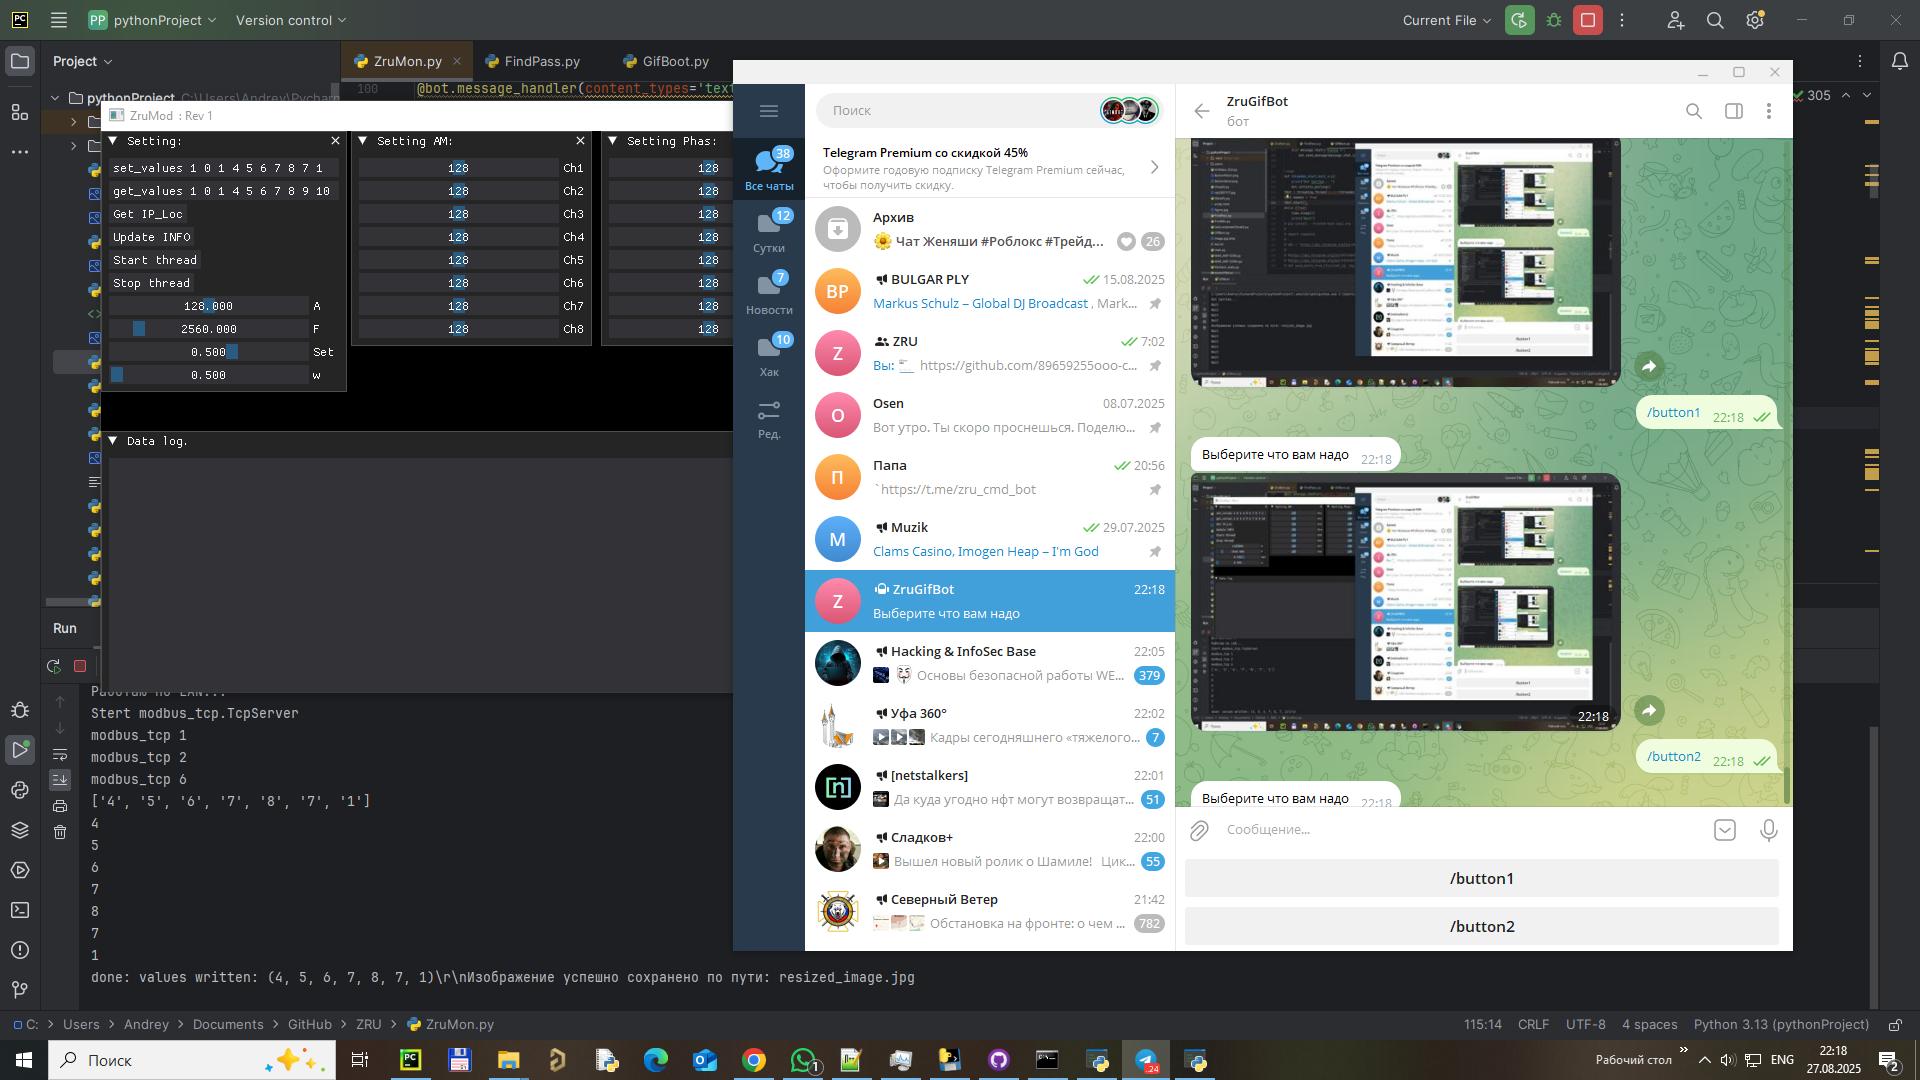 PC
PP pythonProject
Version control
Current File
Project
ZruMon.py
FindPass.py
GifBoot.py
pythonProject C:\Users\Andrey\Pycharm
100
@bot.message_handler(content_types='text
305
ZruMod : Rev 1
Setting:
set_values 1 0 1 4 5 6 7 8 7 1
get_values 1 0 1 4 5 6 7 8 9 10
Get IP_Loc
Update INFO
Start thread
Stop thread
128.000 A
2560.000 F
0.500 Set
0.500 w
Setting AM:
128 Ch1
128 Ch2
128 Ch3
128 Ch4
128 Ch5
128 Ch6
128 Ch7
128 Ch8
Setting Phas:
128
128
128
128
128
128
128
128
Data log.
Run
Работаю по LAN...
Start modbus_tcp.TcpServer
modbus_tcp 1
modbus_tcp 2
modbus_tcp 6
['4', '5', '6', '7', '8', '7', '1']
4
5
6
7
8
7
1
done: values written: (4, 5, 6, 7, 8, 7, 1)\r\nИзображение успешно сохранено по пути: resized_image.jpg
Поиск
38
Все чаты
12
Сутки
7
Новости
10
Хак
Ред.
Telegram Premium со скидкой 45%
Оформите годовую подписку Telegram Premium сейчас,
чтобы получить скидку.
Архив
🌼 Чат Женяши #Роблокс #Трейд... 26
BP BULGAR PLY 15.08.2025
Markus Schulz – Global DJ Broadcast , Mark...
Z ZRU 7:02
Вы: https://github.com/89659255ooo-c...
O Osen 08.07.2025
Вот утро. Ты скоро проснешься. Поделю...
П Папа 20:56
`https://t.me/zru_cmd_bot
M Muzik 29.07.2025
Clams Casino, Imogen Heap – I'm God
Z ZruGifBot 22:18
Выберите что вам надо
Hacking & InfoSec Base 22:05
Основы безопасной работы WE... 379
Уфа 360° 22:02
Кадры сегодняшнего «тяжелого... 7
[n] [netstalkers] 22:01
Да куда угодно нфт могут возвращат... 51
Сладков+ 22:00
Вышел новый ролик о Шамиле! Цик... 55
Северный Ветер 21:42
Обстановка на фронте: о чем ... 782
ZruGifBot
бот
/button1 22:18
Выберите что вам надо 22:18
22:18
/button2 22:18
Выберите что вам надо 22:18
Сообщение...
/button1
/button2
C: > Users > Andrey > Documents > GitHub > ZRU > ZruMon.py
115:14 CRLF UTF-8 4 spaces Python 3.13 (pythonProject)
Поиск
PC
1
24
Рабочий стол
ENG
22:18
27.08.2025
2